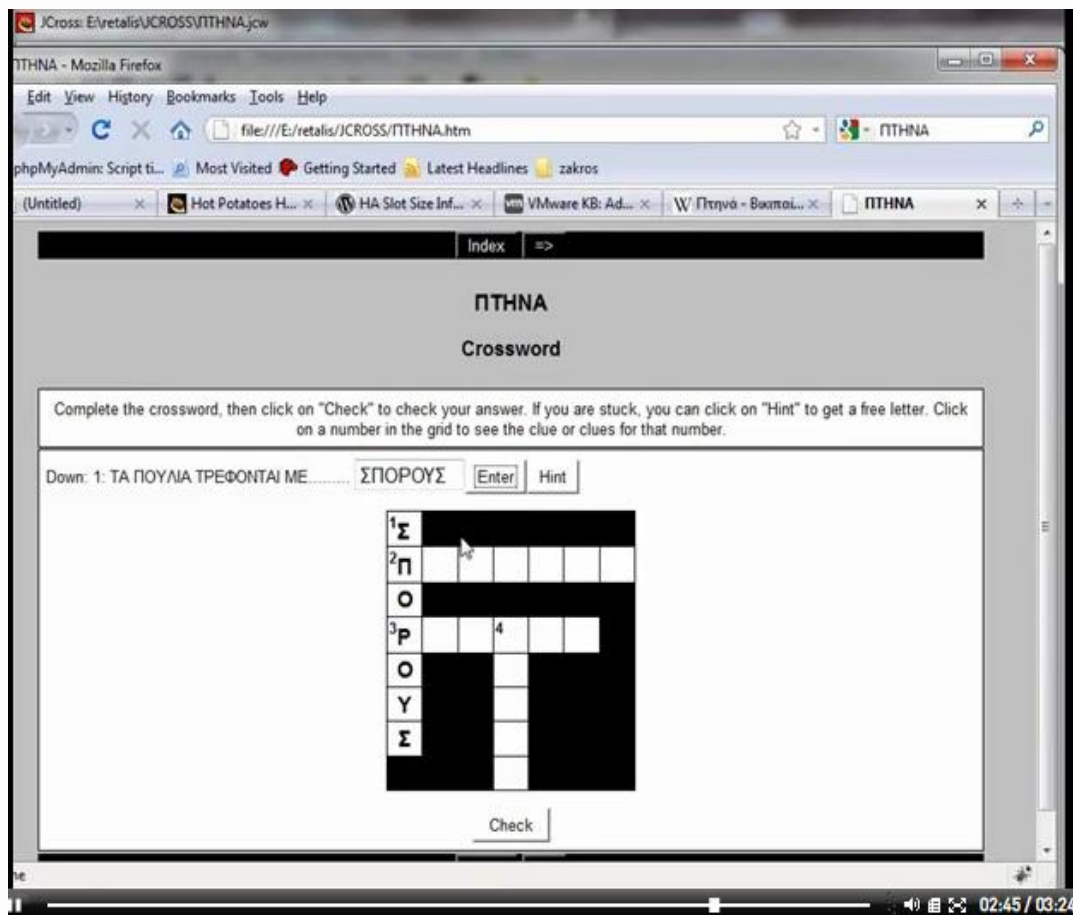 JCross: E:\retalis\JCROSS\ΠΤΗΝΑ.jcw
ΠΤΗΝΑ - Mozilla Firefox
Edit View History Bookmarks Tools Help
file:///E:/retalis/JCROSS/ΠΤΗΝΑ.htm ΠΤΗΝΑ
phpMyAdmin: Script ti... Most Visited Getting Started Latest Headlines zakros
(Untitled) Hot Potatoes H... HA Slot Size Inf... VMware KB: Ad... W Πτηνά - Βικιπαί... ΠΤΗΝΑ
Index =>
ΠΤΗΝΑ
Crossword
Complete the crossword, then click on "Check" to check your answer. If you are stuck, you can click on "Hint" to get a free letter. Click
on a number in the grid to see the clue or clues for that number.
Down: 1: ΤΑ ΠΟΥΛΙΑ ΤΡΕΦΟΝΤΑΙ ΜΕ......... ΣΠΟΡΟΥΣ Enter Hint
1 Σ
2 Π
Ο
3 Ρ 4
Ο
Υ
Σ
Check
02:45 / 03:24